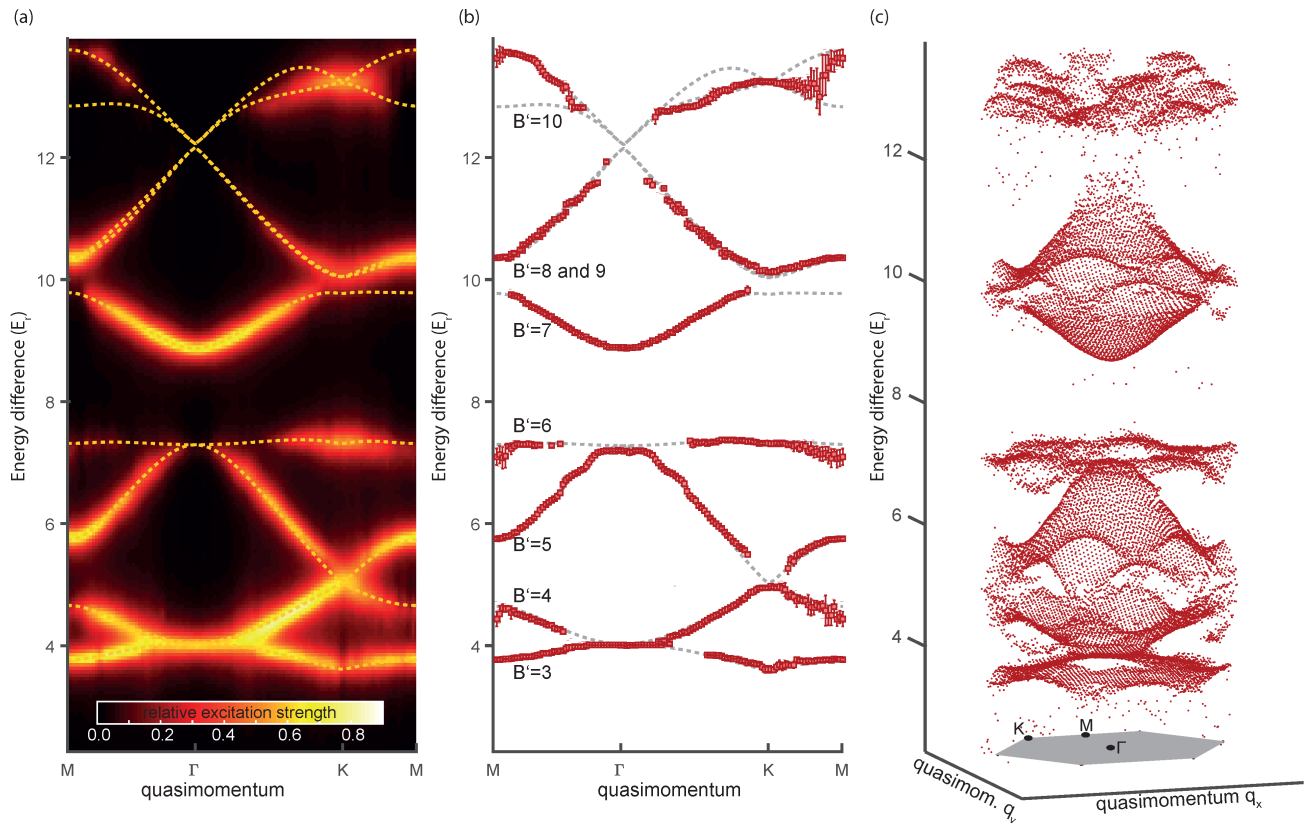 (a)
(b)
(c)
Energy difference (Eᵣ)
12
10
8
6
4
relative excitation strength
0.0 0.2 0.4 0.6 0.8
M Γ K M
quasimomentum
Energy difference (Eᵣ)
12
10
8
6
4
B‘=10
B‘=8 and 9
B‘=7
B‘=6
B‘=5
B‘=4
B‘=3
M Γ K M
quasimomentum
Energy difference (Eᵣ)
12
10
8
6
4
K M Γ
quasimom. qᵧ
quasimomentum qₓ